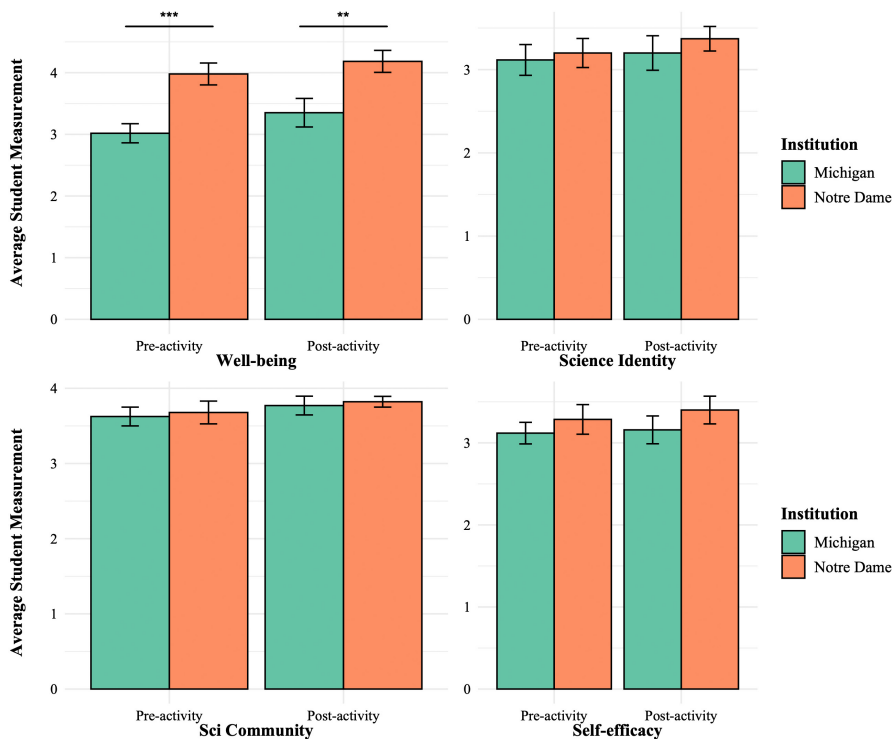 ***
**
Average Student Measurement
4
3
2
1
0
Pre-activity
Post-activity
Well-being
3
2
1
0
Pre-activity
Post-activity
Science Identity
Institution
Michigan
Notre Dame
Average Student Measurement
4
3
2
1
0
Pre-activity
Post-activity
Sci Community
3
2
1
0
Pre-activity
Post-activity
Self-efficacy
Institution
Michigan
Notre Dame